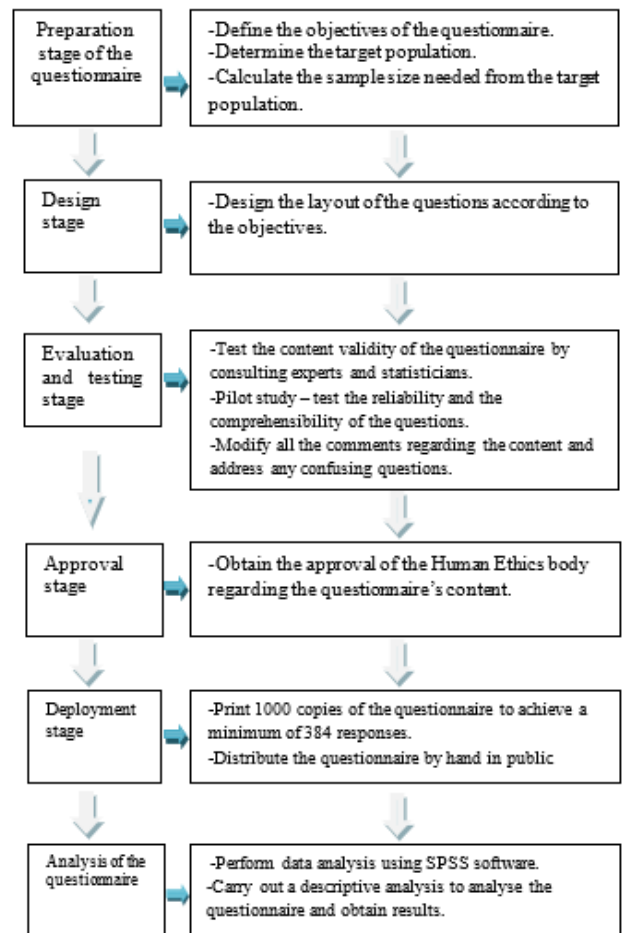 Preparation
stage of the
questionnaire
-Define the objectives of the questionnaire.
-Determine the target population.
-Calculate the sample size needed from the target
population.
Design
stage
-Design the layout of the questions according to
the objectives.
Evaluation
and testing
stage
-Test the content validity of the questionnaire by
consulting experts and statisticians.
-Pilot study – test the reliability and the
comprehensibility of the questions.
-Modify all the comments regarding the content and
address any confusing questions.
Approval
stage
-Obtain the approval of the Human Ethics body
regarding the questionnaire's content.
Deployment
stage
-Print 1000 copies of the questionnaire to achieve a
minimum of 384 responses.
-Distribute the questionnaire by hand in public
Analysis of the
questionnaire
-Perform data analysis using SPSS software.
-Carry out a descriptive analysis to analyse the
questionnaire and obtain results.